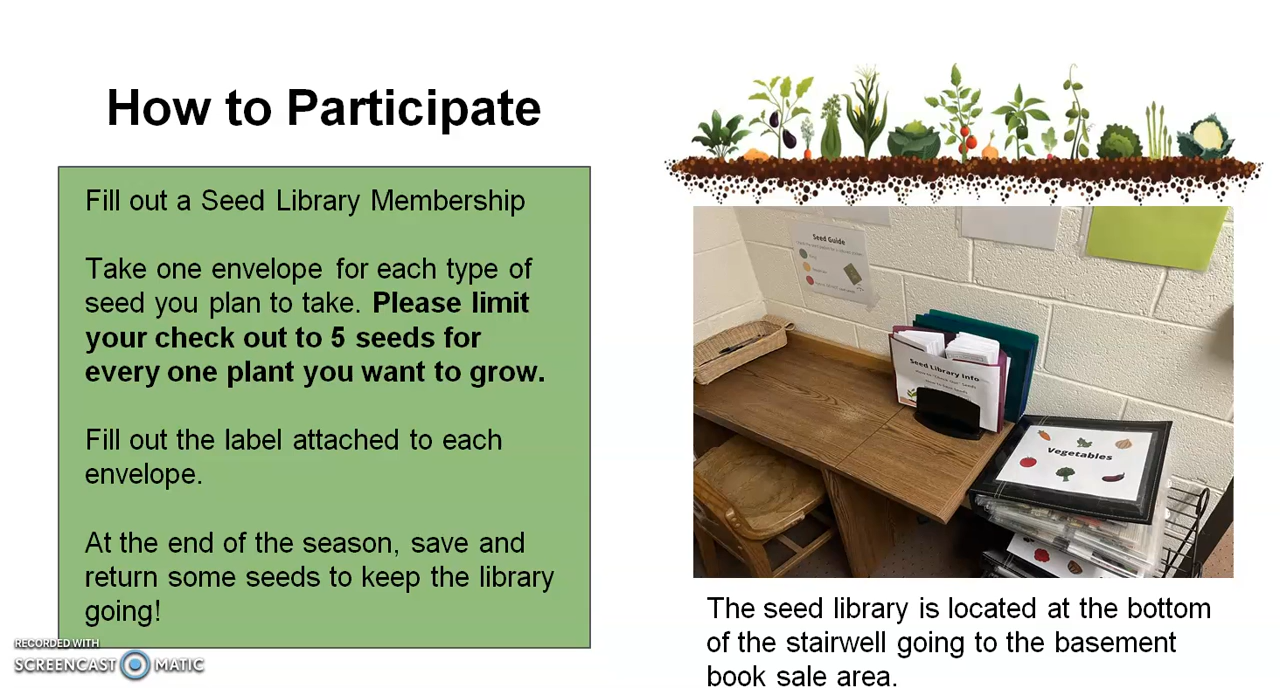 How to Participate
Fill out a Seed Library Membership
Take one envelope for each type of
seed you plan to take. Please limit
your check out to 5 seeds for
every one plant you want to grow.
Fill out the label attached to each
envelope.
At the end of the season, save and
return some seeds to keep the library
going!
Seed Guide
Seed Library Info
Vegetables
The seed library is located at the bottom
of the stairwell going to the basement
book sale area.
RECORDED WITH
SCREENCAST MATIC